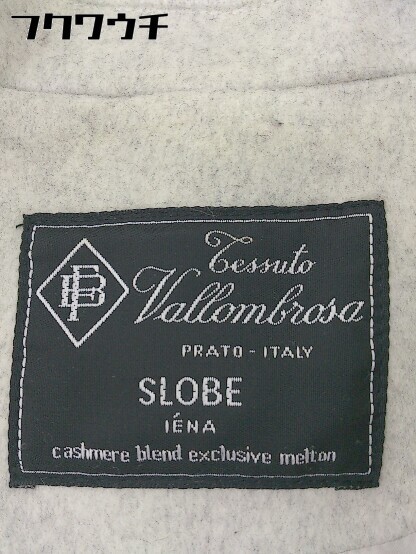 フクワウチ
Tessuto
Vallombrosa
PRATO - ITALY
SLOBE
IÉNA
cashmere blend exclusive melton